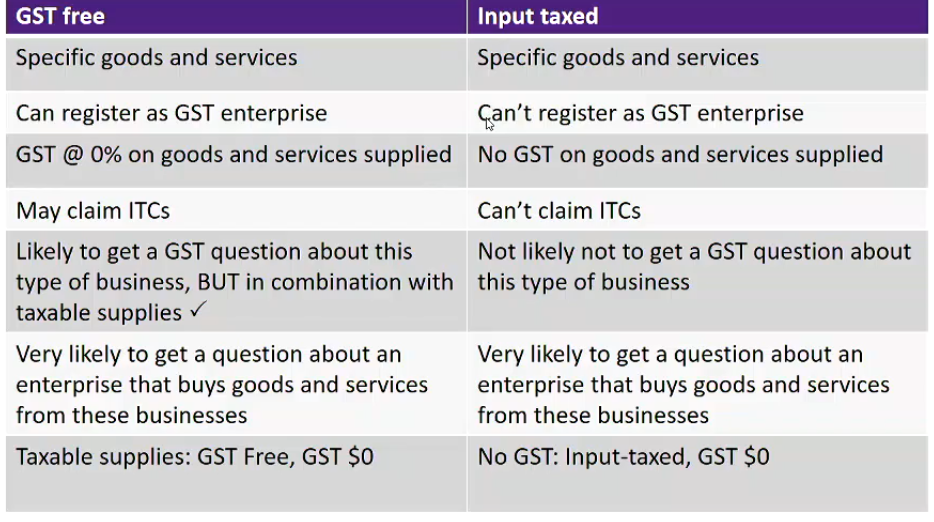 GST free
Input taxed
Specific goods and services
Specific goods and services
Can register as GST enterprise
Can't register as GST enterprise
GST @ 0% on goods and services supplied
No GST on goods and services supplied
May claim ITCs
Can't claim ITCs
Likely to get a GST question about this
type of business, BUT in combination with
taxable supplies ✓
Not likely not to get a GST question about
this type of business
Very likely to get a question about an
enterprise that buys goods and services
from these businesses
Very likely to get a question about an
enterprise that buys goods and services
from these businesses
Taxable supplies: GST Free, GST $0
No GST: Input-taxed, GST $0